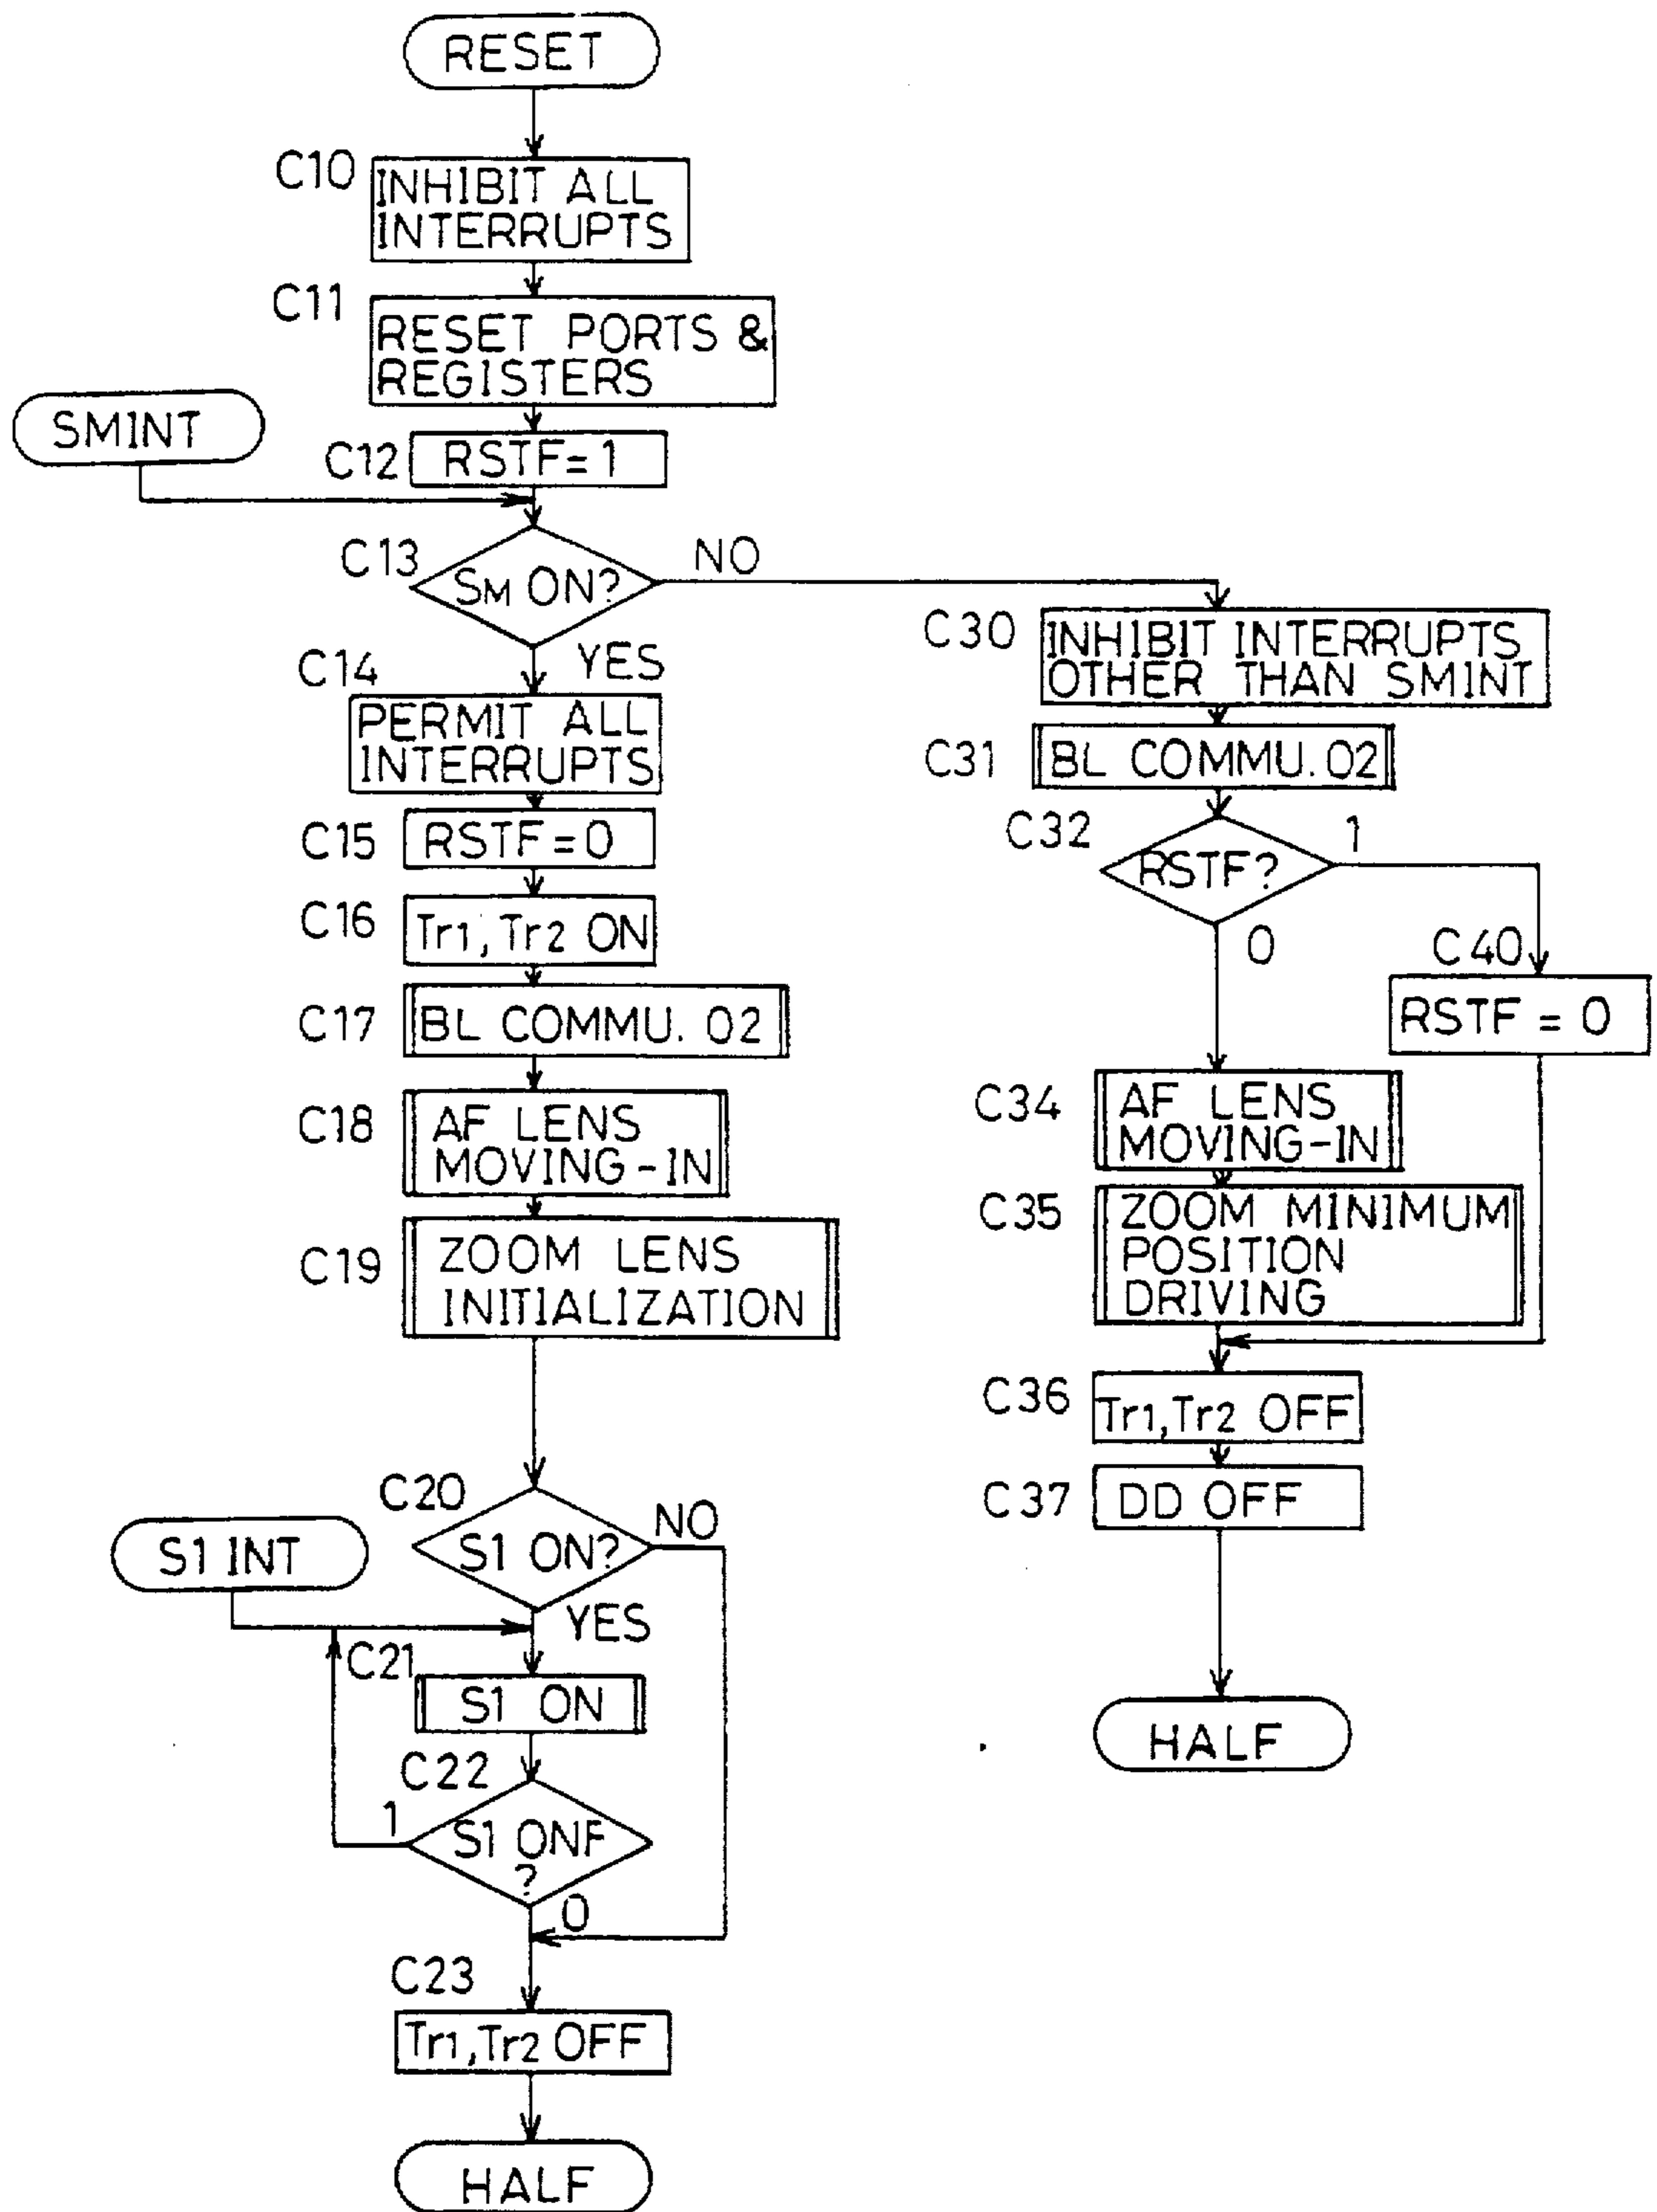 RESET
C10
INHIBIT ALL
INTERRUPTS
C11
RESET PORTS &
REGISTERS
SMINT
C12
RSTF=1
C13
SM ON?
NO
YES
C14
PERMIT ALL
INTERRUPTS
C15
RSTF=0
C16
Tr1, Tr2 ON
C17
BL COMMU. 02
C18
AF LENS
MOVING-IN
C19
ZOOM LENS
INITIALIZATION
C20
S1 ON?
NO
YES
S1 INT
C21
S1 ON
C22
S1 ONF
?
1
0
C23
Tr1,Tr2 OFF
HALF
C30
INHIBIT INTERRUPTS
OTHER THAN SMINT
C31
BL COMMU. 02
C32
RSTF?
1
0
C40
RSTF = 0
C34
AF LENS
MOVING-IN
C35
ZOOM MINIMUM
POSITION
DRIVING
C36
Tr1,Tr2 OFF
C37
DD OFF
HALF